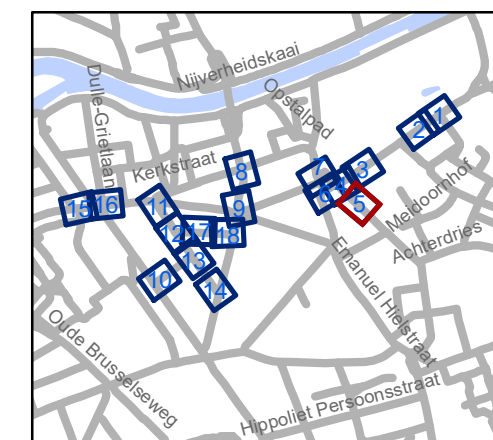 Nijverheidskaai
Dulle-Grietlaan
Opstalpad
Kerkstraat
1
2
3
4
5
6
7
8
9
10
11
12
13
14
15
16
17
18
Meidoornhof
Achterdries
Emanuel Hielstraat
Oude Brusselseweg
Hippoliet Persoonsstraat